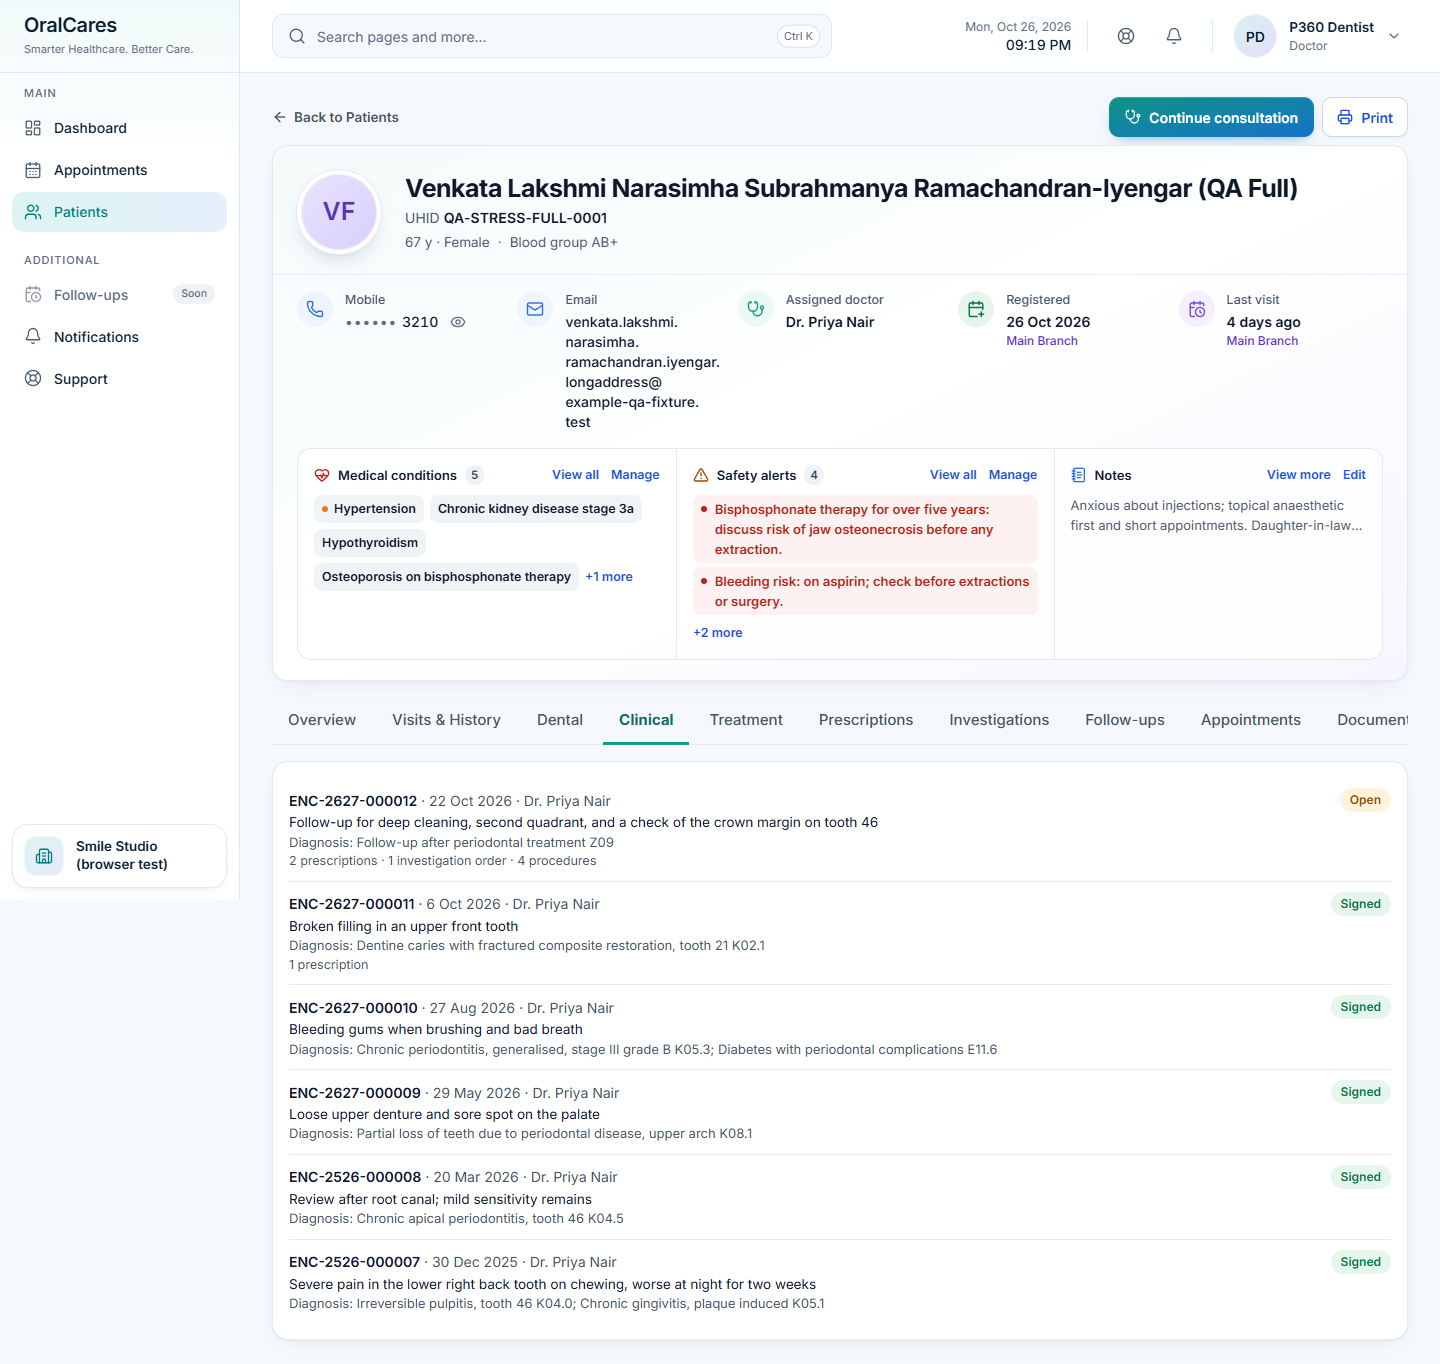 OralCares
Smarter Healthcare. Better Care.
Search pages and more...
Ctrl K
Mon, Oct 26, 2026
09:19 PM
PD
P360 Dentist
Doctor
MAIN
Dashboard
Appointments
Patients
ADDITIONAL
Follow-ups
Soon
Notifications
Support
Smile Studio
(browser test)
Back to Patients
Continue consultation
Print
VF
Venkata Lakshmi Narasimha Subrahmanya Ramachandran-Iyengar (QA Full)
UHID QA-STRESS-FULL-0001
67 y · Female · Blood group AB+
Mobile
•••••• 3210
Email
venkata.lakshmi.
narasimha.
ramachandran.iyengar.
longaddress@
example-qa-fixture.
test
Assigned doctor
Dr. Priya Nair
Registered
26 Oct 2026
Main Branch
Last visit
4 days ago
Main Branch
Medical conditions 5 View all Manage
Hypertension
Chronic kidney disease stage 3a
Hypothyroidism
Osteoporosis on bisphosphonate therapy
+1 more
Safety alerts 4 View all Manage
Bisphosphonate therapy for over five years:
discuss risk of jaw osteonecrosis before any
extraction.
Bleeding risk: on aspirin; check before extractions
or surgery.
+2 more
Notes View more Edit
Anxious about injections; topical anaesthetic
first and short appointments. Daughter-in-law...
Overview Visits & History Dental Clinical Treatment Prescriptions Investigations Follow-ups Appointments Document
ENC-2627-000012 · 22 Oct 2026 · Dr. Priya Nair
Open
Follow-up for deep cleaning, second quadrant, and a check of the crown margin on tooth 46
Diagnosis: Follow-up after periodontal treatment Z09
2 prescriptions · 1 investigation order · 4 procedures
ENC-2627-000011 · 6 Oct 2026 · Dr. Priya Nair
Signed
Broken filling in an upper front tooth
Diagnosis: Dentine caries with fractured composite restoration, tooth 21 K02.1
1 prescription
ENC-2627-000010 · 27 Aug 2026 · Dr. Priya Nair
Signed
Bleeding gums when brushing and bad breath
Diagnosis: Chronic periodontitis, generalised, stage III grade B K05.3; Diabetes with periodontal complications E11.6
ENC-2627-000009 · 29 May 2026 · Dr. Priya Nair
Signed
Loose upper denture and sore spot on the palate
Diagnosis: Partial loss of teeth due to periodontal disease, upper arch K08.1
ENC-2526-000008 · 20 Mar 2026 · Dr. Priya Nair
Signed
Review after root canal; mild sensitivity remains
Diagnosis: Chronic apical periodontitis, tooth 46 K04.5
ENC-2526-000007 · 30 Dec 2025 · Dr. Priya Nair
Signed
Severe pain in the lower right back tooth on chewing, worse at night for two weeks
Diagnosis: Irreversible pulpitis, tooth 46 K04.0; Chronic gingivitis, plaque induced K05.1